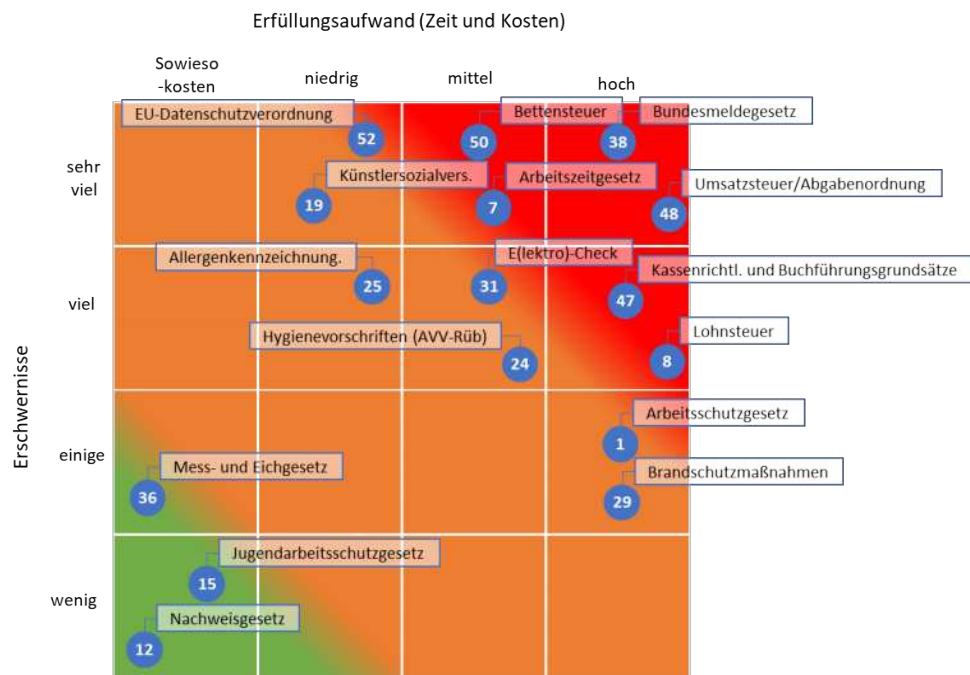 Erfüllungsaufwand (Zeit und Kosten)
Sowieso
-kosten
niedrig
mittel
hoch
EU-Datenschutzverordnung
52
Bettensteuer
50
Bundesmeldegesetz
38
sehr
viel
Künstlersozialvers.
19
Arbeitszeitgesetz
7
Umsatzsteuer/Abgabenordnung
48
Allergenkennzeichnung.
25
E(lektro)-Check
31
Kassenrichtl. und Buchführungsgrundsätze
47
viel
Hygienevorschriften (AVV-Rüb)
24
Lohnsteuer
8
Erschwernisse
einige
Arbeitsschutzgesetz
1
Mess- und Eichgesetz
36
Brandschutzmaßnahmen
29
wenig
Jugendarbeitsschutzgesetz
15
Nachweisgesetz
12